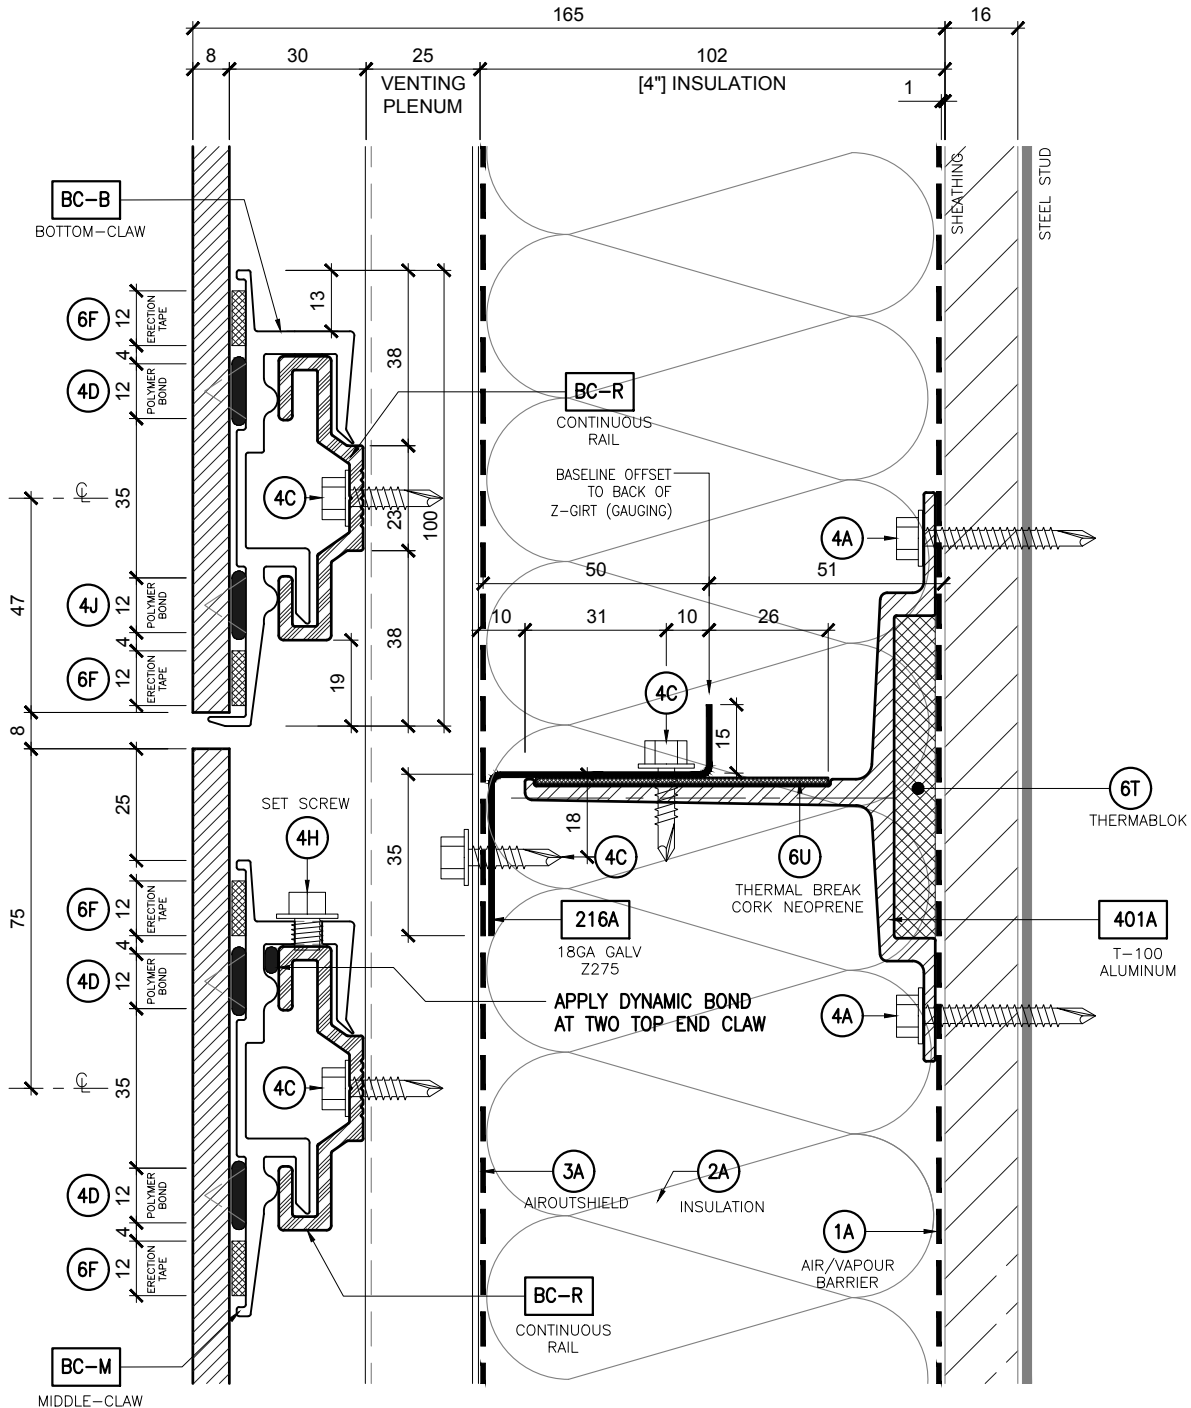 165
16
8
30
25
102
VENTING
PLENUM
[4"] INSULATION
1
SHEATHING
STEEL STUD
BC-B
BOTTOM-CLAW
6F
12
ERECTION
TAPE
13
4
38
4D
12
POLYMER
BOND
BC-R
CONTINUOUS
RAIL
BASELINE OFFSET
TO BACK OF
Z-GIRT (GAUGING)
℄
35
4C
23
100
4A
50
51
47
4J
12
POLYMER
BOND
10
31
10
26
4
38
6F
12
ERECTION
TAPE
19
4C
8
15
25
SET SCREW
4H
6T
THERMABLOK
18
35
4C
6U
THERMAL BREAK
CORK NEOPRENE
75
6F
12
ERECTION
TAPE
216A
18GA GALV
Z275
401A
T-100
ALUMINUM
4
4D
12
POLYMER
BOND
APPLY DYNAMIC BOND
AT TWO TOP END CLAW
4A
℄
35
4C
3A
AIROUTSHIELD
2A
INSULATION
4D
12
POLYMER
BOND
4
1A
AIR/VAPOUR
BARRIER
6F
12
ERECTION
TAPE
BC-R
CONTINUOUS
RAIL
BC-M
MIDDLE-CLAW